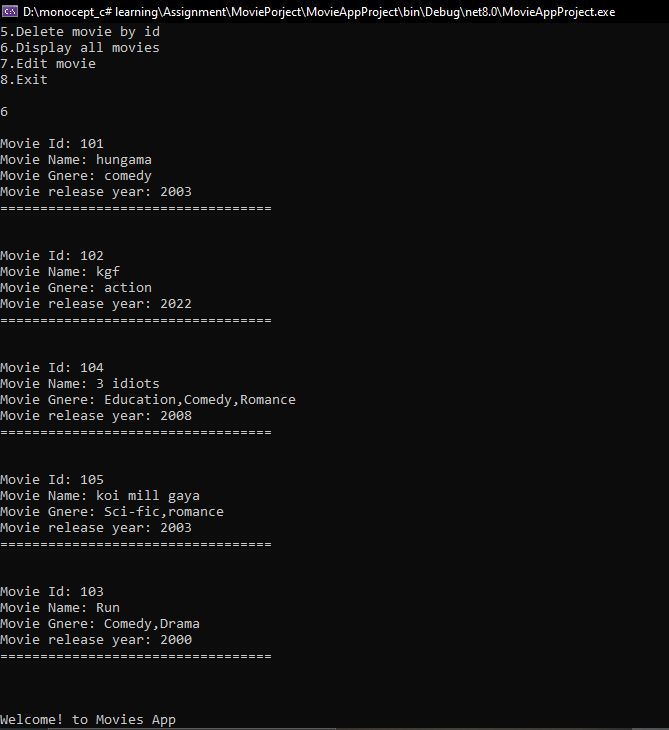 D:\monocept_c# learning\Assignment\MoviePorject\MovieAppProject\bin\Debug\net8.0\MovieAppProject.exe
5.Delete movie by id
6.Display all movies
7.Edit movie
8.Exit
6
Movie Id: 101
Movie Name: hungama
Movie Gnere: comedy
Movie release year: 2003
==================================
Movie Id: 102
Movie Name: kgf
Movie Gnere: action
Movie release year: 2022
==================================
Movie Id: 104
Movie Name: 3 idiots
Movie Gnere: Education,Comedy,Romance
Movie release year: 2008
==================================
Movie Id: 105
Movie Name: koi mill gaya
Movie Gnere: Sci-fic,romance
Movie release year: 2003
==================================
Movie Id: 103
Movie Name: Run
Movie Gnere: Comedy,Drama
Movie release year: 2000
==================================
Welcome! to Movies App